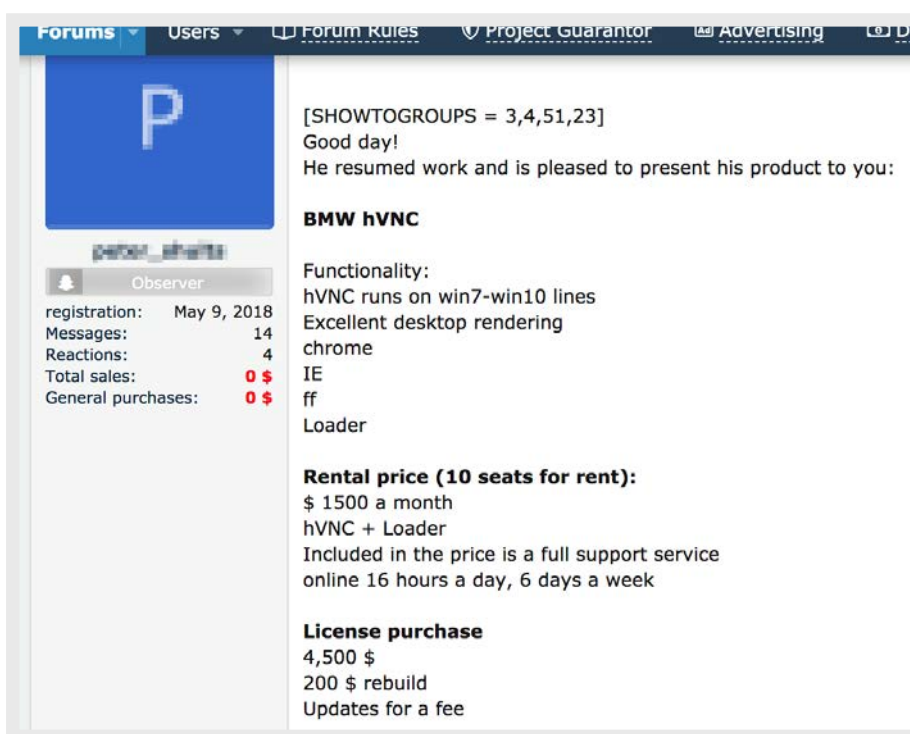 Forums Users Forum Rules Project Guarantor Advertising
P
Observer
registration: May 9, 2018
Messages: 14
Reactions: 4
Total sales: 0 $
General purchases: 0 $
[SHOWTOGROUPS = 3,4,51,23]
Good day!
He resumed work and is pleased to present his product to you:
BMW hVNC
Functionality:
hVNC runs on win7-win10 lines
Excellent desktop rendering
chrome
IE
ff
Loader
Rental price (10 seats for rent):
$ 1500 a month
hVNC + Loader
Included in the price is a full support service
online 16 hours a day, 6 days a week
License purchase
4,500 $
200 $ rebuild
Updates for a fee